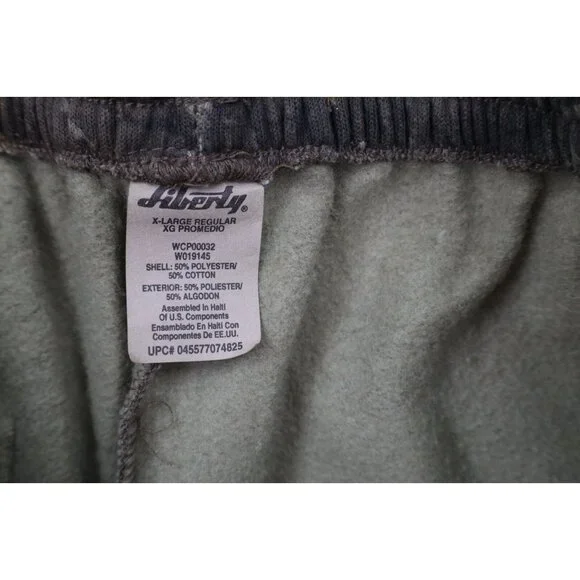 Liberty®
X-LARGE REGULAR
XG PROMEDIO
WCP00032
W019145
SHELL: 50% POLYESTER/
50% COTTON
EXTERIOR: 50% POLIESTER/
50% ALGODON
Assembled In Haiti
Of U.S. Components
Ensamblado En Haiti Con
Componentes De EE.UU.
UPC# 045577074825